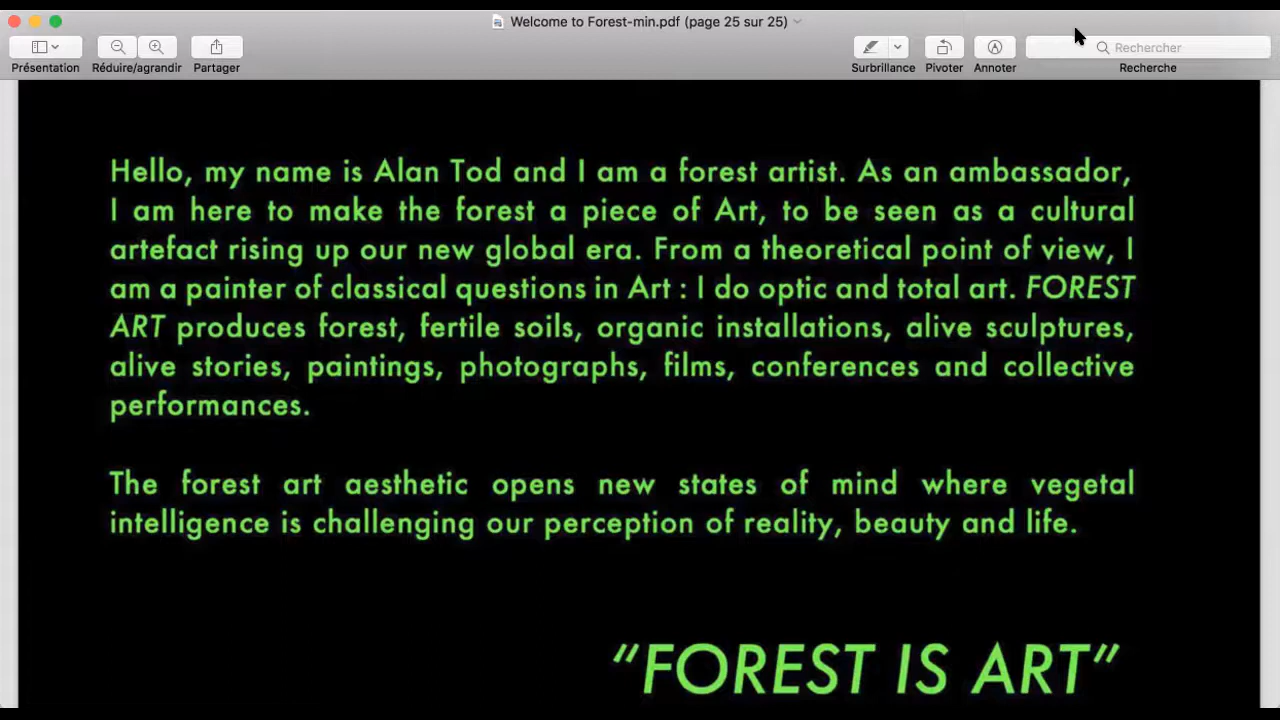 Welcome to Forest-min.pdf (page 25 sur 25)
Présentation
Réduire/agrandir
Partager
Surbrillance
Pivoter
Annoter
Rechercher
Recherche
Hello, my name is Alan Tod and I am a forest artist. As an ambassador,
I am here to make the forest a piece of Art, to be seen as a cultural
artefact rising up our new global era. From a theoretical point of view, I
am a painter of classical questions in Art : I do optic and total art. FOREST
ART produces forest, fertile soils, organic installations, alive sculptures,
alive stories, paintings, photographs, films, conferences and collective
performances.
The forest art aesthetic opens new states of mind where vegetal
intelligence is challenging our perception of reality, beauty and life.
“FOREST IS ART”